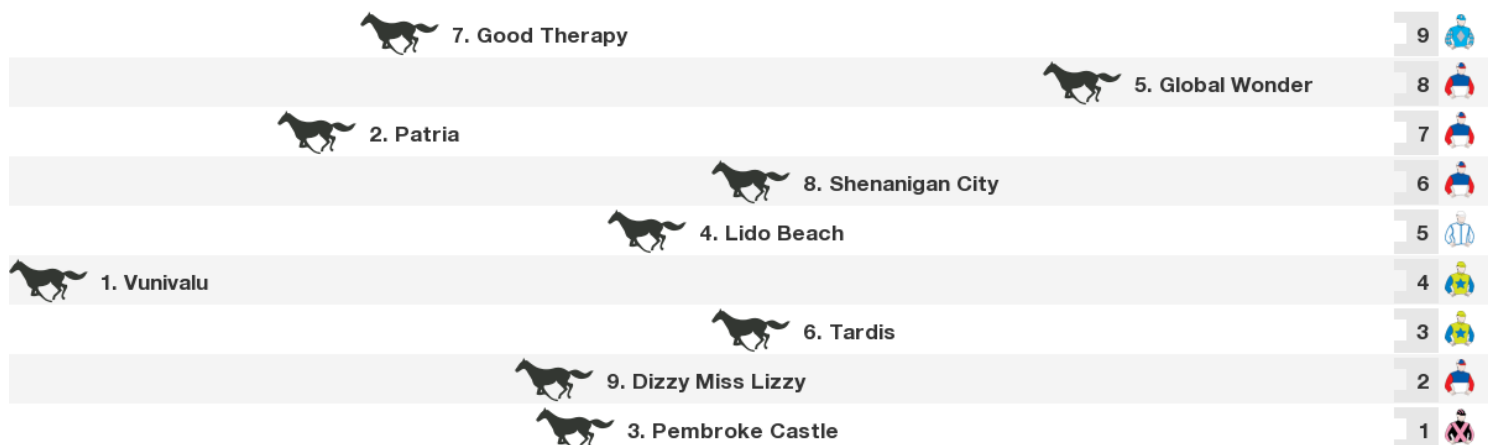 7. Good Therapy 9
5. Global Wonder 8
2. Patria 7
8. Shenanigan City 6
4. Lido Beach 5
1. Vunivalu 4
6. Tardis 3
9. Dizzy Miss Lizzy 2
3. Pembroke Castle 1